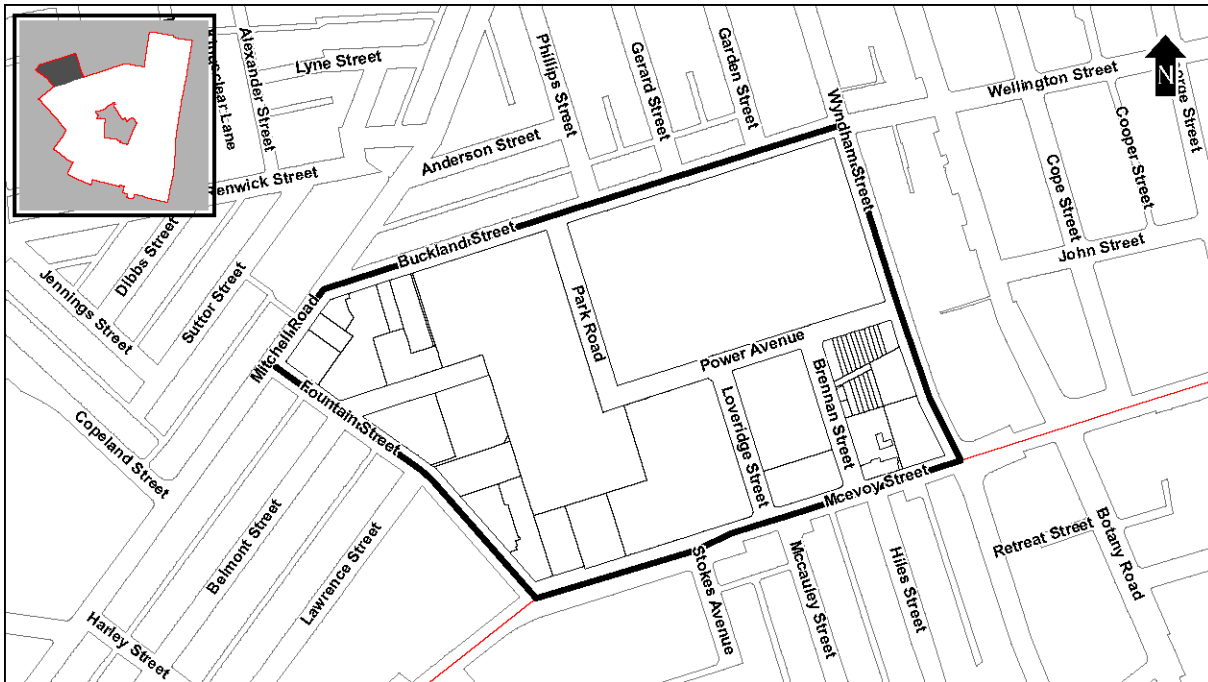 Alexander Street
Lyne Street
Phillips Street
Gerard Street
Garden Street
Wellington Street
N
Cooper Street
Cope Street
John Street
Wyndham Street
Anderson Street
Renwick Street
Dibbs Street
Jennings Street
Suttor Street
Buckland Street
Mitchell Road
Park Road
Power Avenue
Brennan Street
Loveridge Street
Fountain Street
Copeland Street
Mcevoy Street
Belmont Street
Lawrence Street
Harley Street
Stokes Avenue
Mccauley Street
Hiles Street
Retreat Street
Botany Road